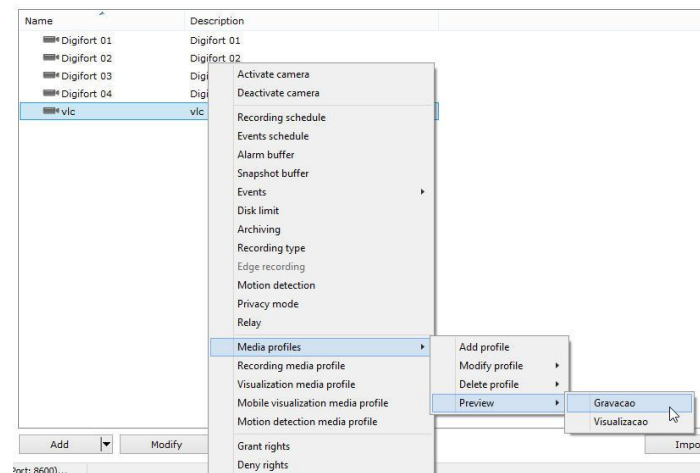 Name Description
Digifort 01 Digifort 01
Digifort 02 Digifort 02
Digifort 03 Digi
Digifort 04 Digi
vlc vlc
Activate camera
Deactivate camera
Recording schedule
Events schedule
Alarm buffer
Snapshot buffer
Events
Disk limit
Archiving
Recording type
Edge recording
Motion detection
Privacy mode
Relay
Media profiles
Recording media profile
Visualization media profile
Mobile visualization media profile
Motion detection media profile
Grant rights
Deny rights
Add profile
Modify profile
Delete profile
Preview
Gravacao
Visualizacao
Add Modify Impo
Port: 8600)...